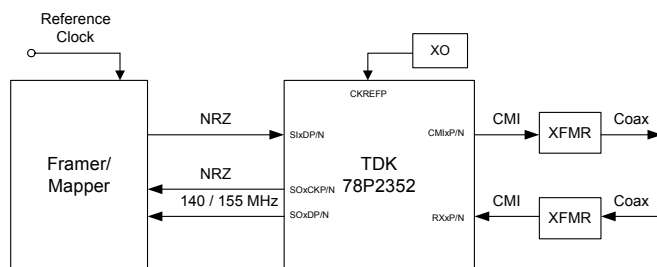 Reference
Clock
XO
CKREFP
NRZ
SIxDP/N
CMIxP/N
CMI
XFMR
Coax
Framer/
Mapper
TDK
78P2352
NRZ
SOxCKP/N
140 / 155 MHz
SOxDP/N
RXxP/N
CMI
XFMR
Coax